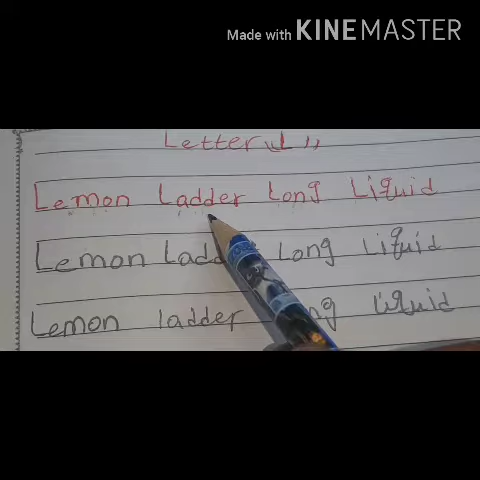 Made with KINEMASTER
Letter "L"
Lemon Ladder Long Liquid
Lemon Long Liquid
Lemon ladder Liquid